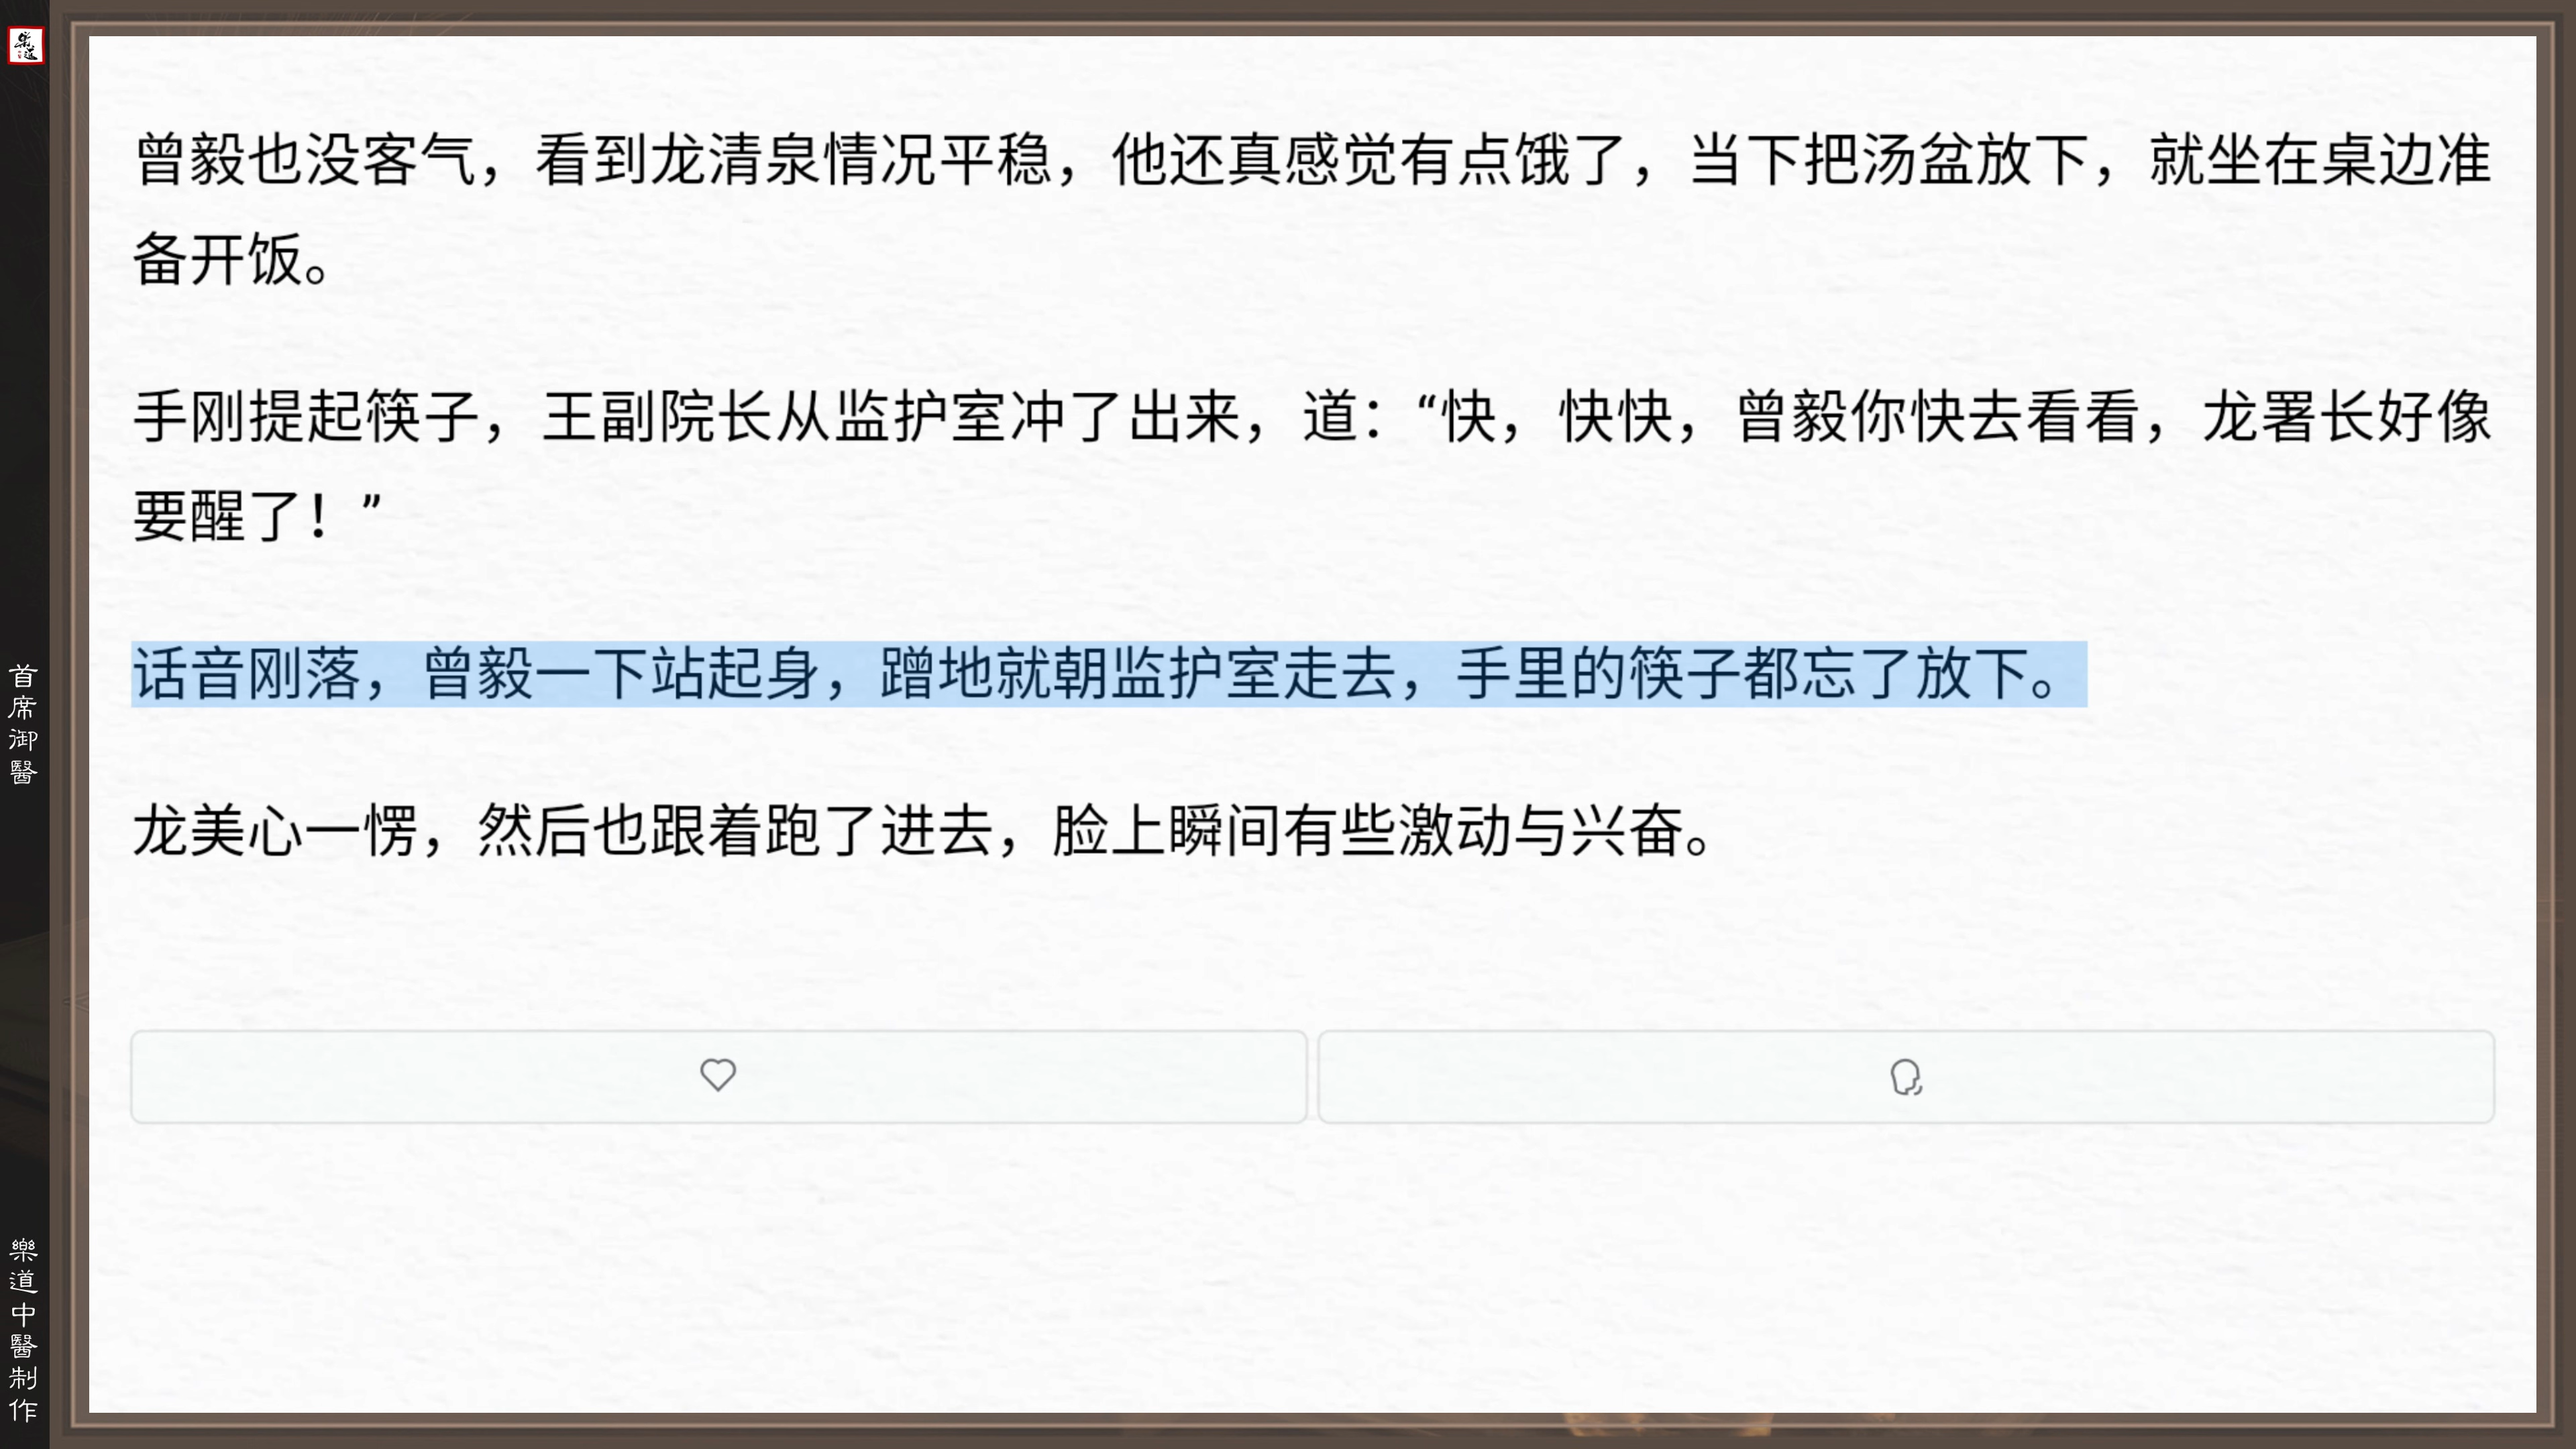 樂道
曾毅也没客气，看到龙清泉情况平稳，他还真感觉有点饿了，当下把汤盆放下，就坐在桌边准
备开饭。
手刚提起筷子，王副院长从监护室冲了出来，道：“快，快快，曾毅你快去看看，龙署长好像
要醒了！”
话音刚落，曾毅一下站起身，蹭地就朝监护室走去，手里的筷子都忘了放下。
龙美心一愣，然后也跟着跑了进去，脸上瞬间有些激动与兴奋。
首席御醫
樂道中醫制作